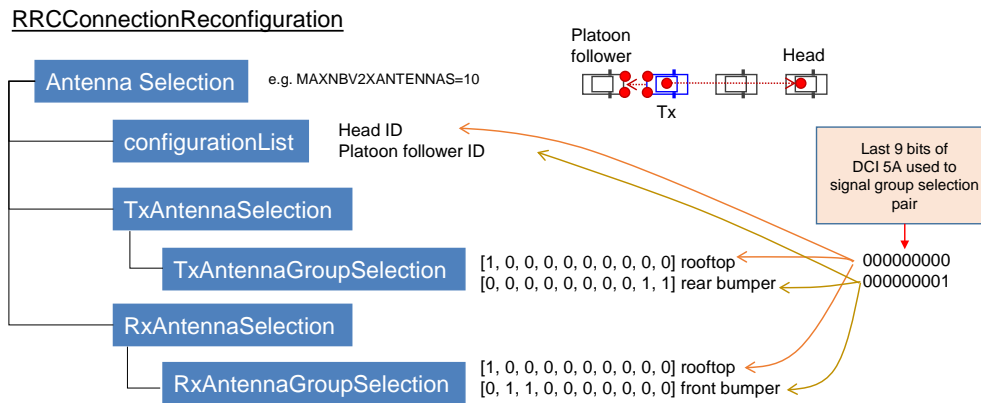 RRCConnectionReconfiguration
Platoon
follower
Head
Antenna Selection
e.g. MAXNBV2XANTENNAS=10
Tx
configurationList
Head ID
Platoon follower ID
Last 9 bits of
DCI 5A used to
signal group selection
pair
TxAntennaSelection
TxAntennaGroupSelection
[1, 0, 0, 0, 0, 0, 0, 0, 0, 0] rooftop
000000000
[0, 0, 0, 0, 0, 0, 0, 0, 1, 1] rear bumper
000000001
RxAntennaSelection
RxAntennaGroupSelection
[1, 0, 0, 0, 0, 0, 0, 0, 0, 0] rooftop
[0, 1, 1, 0, 0, 0, 0, 0, 0, 0] front bumper